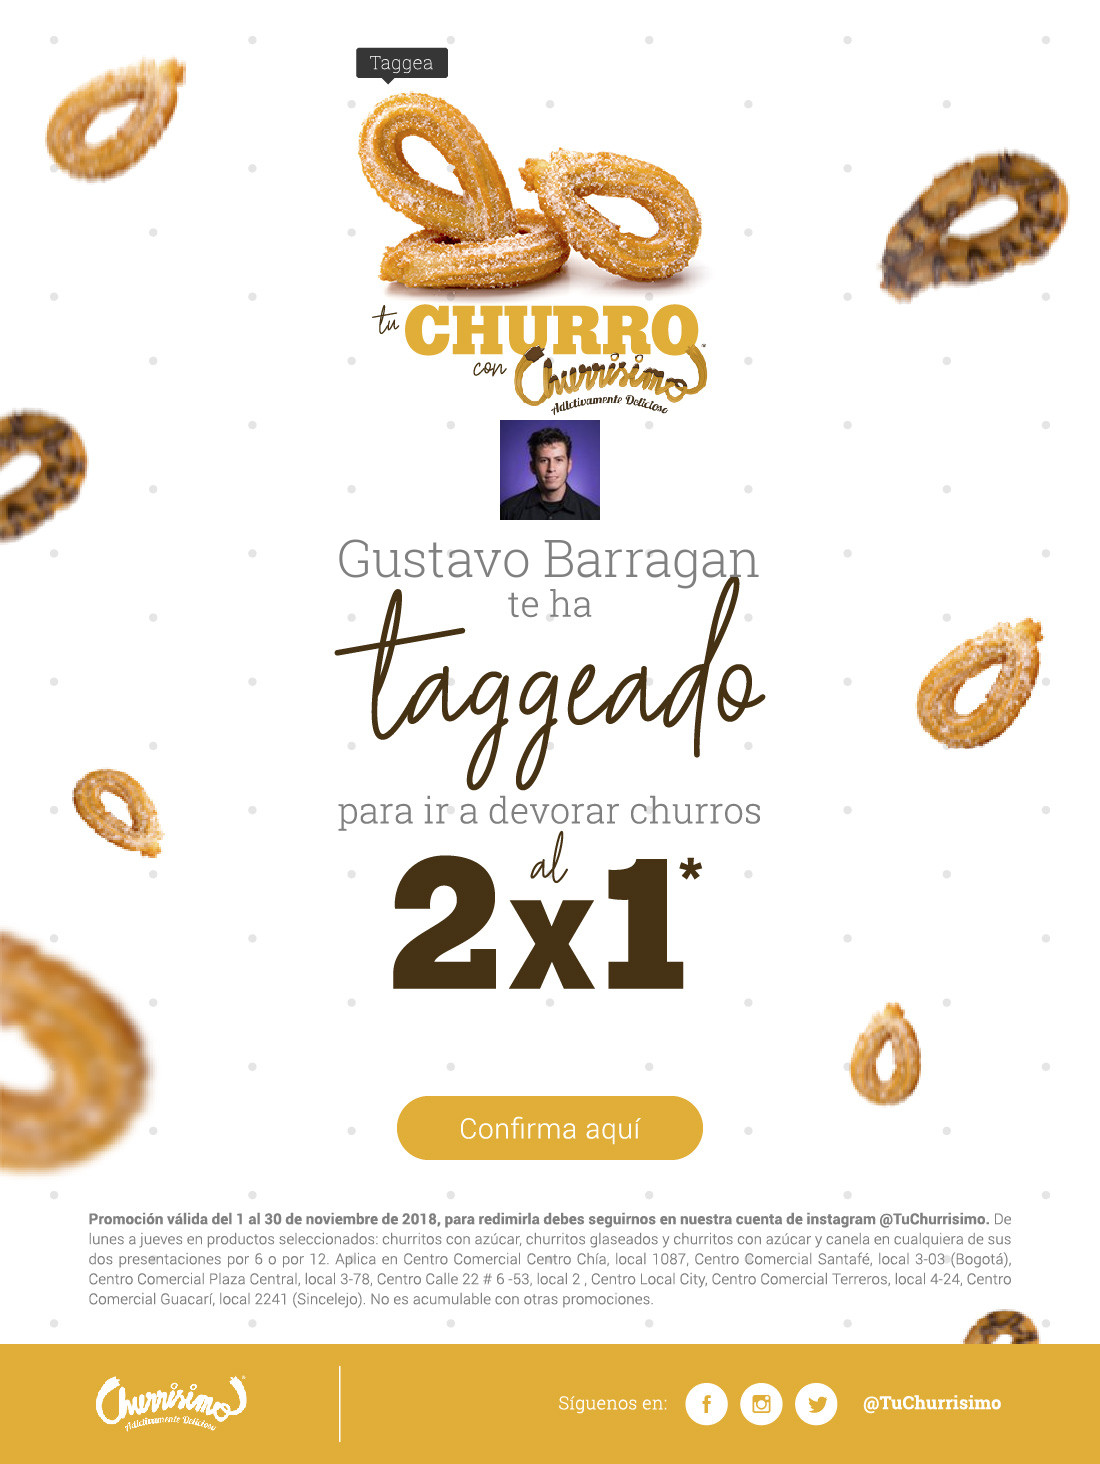 Taggea
tu CHURRO
con Churrisimo
Adictivamente Delicioso
Gustavo Barragan
te ha
taggeado
para ir a devorar churros
al
2x1*
Confirma aquí
Promoción válida del 1 al 30 de noviembre de 2018, para redimirla debes seguirnos en nuestra cuenta de instagram @TuChurrisimo. De
lunes a jueves en productos seleccionados: churritos con azúcar, churritos glaseados y churritos con azúcar y canela en cualquiera de sus
dos presentaciones por 6 o por 12. Aplica en Centro Comercial Centro Chía, local 1087, Centro Comercial Santafé, local 3-03 (Bogotá),
Centro Comercial Plaza Central, local 3-78, Centro Calle 22 # 6 -53, local 2 , Centro Local City, Centro Comercial Terreros, local 4-24, Centro
Comercial Guacarí, local 2241 (Sincelejo). No es acumulable con otras promociones.
Churrisimo
Adictivamente Delicioso
Síguenos en: @TuChurrisimo